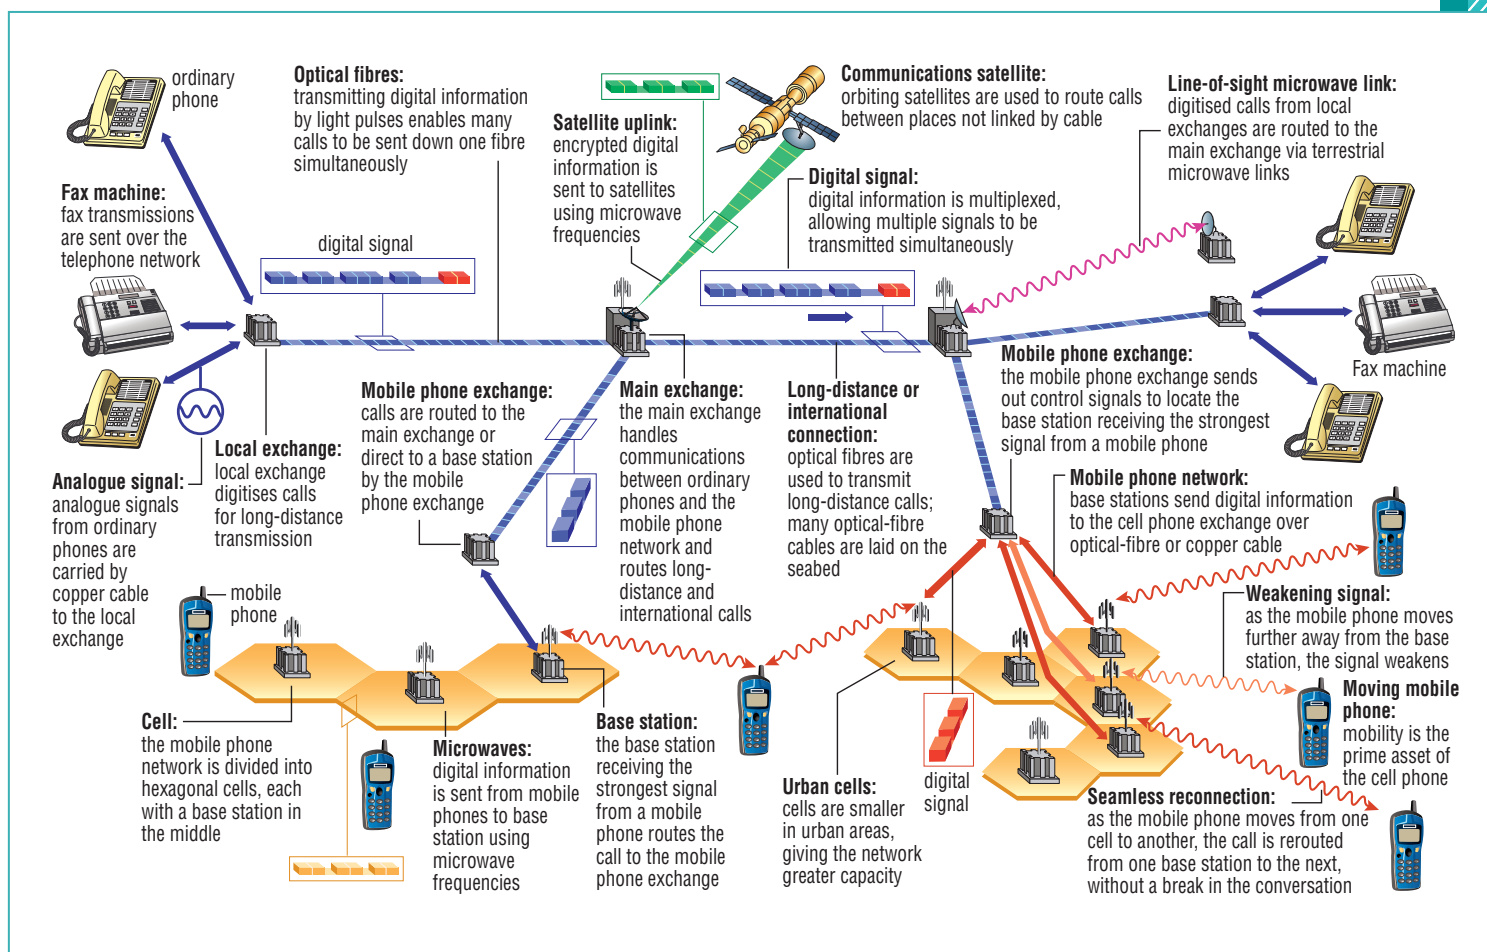 ordinary
phone
Optical fibres:
transmitting digital information
by light pulses enables many
calls to be sent down one fibre
simultaneously
Satellite uplink:
encrypted digital
information is
sent to satellites
using microwave
frequencies
Communications satellite:
orbiting satellites are used to route calls
between places not linked by cable
Line-of-sight microwave link:
digitised calls from local
exchanges are routed to the
main exchange via terrestrial
microwave links
Fax machine:
fax transmissions
are sent over the
telephone network
digital signal
Digital signal:
digital information is multiplexed,
allowing multiple signals to be
transmitted simultaneously
Fax machine
Analogue signal:
analogue signals
from ordinary
phones are
carried by
copper cable
to the local
exchange
Local exchange:
local exchange
digitises calls
for long-distance
transmission
Mobile phone exchange:
calls are routed to the
main exchange or
direct to a base station
by the mobile
phone exchange
Main exchange:
the main exchange
handles
communications
between ordinary
phones and the
mobile phone
network and
routes long-
distance and
international calls
Long-distance or
international
connection:
optical fibres are
used to transmit
long-distance calls;
many optical-fibre
cables are laid on the
seabed
Mobile phone exchange:
the mobile phone exchange sends
out control signals to locate the
base station receiving the strongest
signal from a mobile phone
Mobile phone network:
base stations send digital information
to the cell phone exchange over
optical-fibre or copper cable
mobile
phone
Weakening signal:
as the mobile phone moves
further away from the base
station, the signal weakens
Moving mobile
phone:
mobility is the
prime asset of
the cell phone
Cell:
the mobile phone
network is divided into
hexagonal cells, each
with a base station in
the middle
Microwaves:
digital information
is sent from mobile
phones to base
station using
microwave
frequencies
Base station:
the base station
receiving the
strongest signal
from a mobile
phone routes the
call to the mobile
phone exchange
Urban cells:
cells are smaller
in urban areas,
giving the network
greater capacity
digital
signal
Seamless reconnection:
as the mobile phone moves from one
cell to another, the call is rerouted
from one base station to the next,
without a break in the conversation